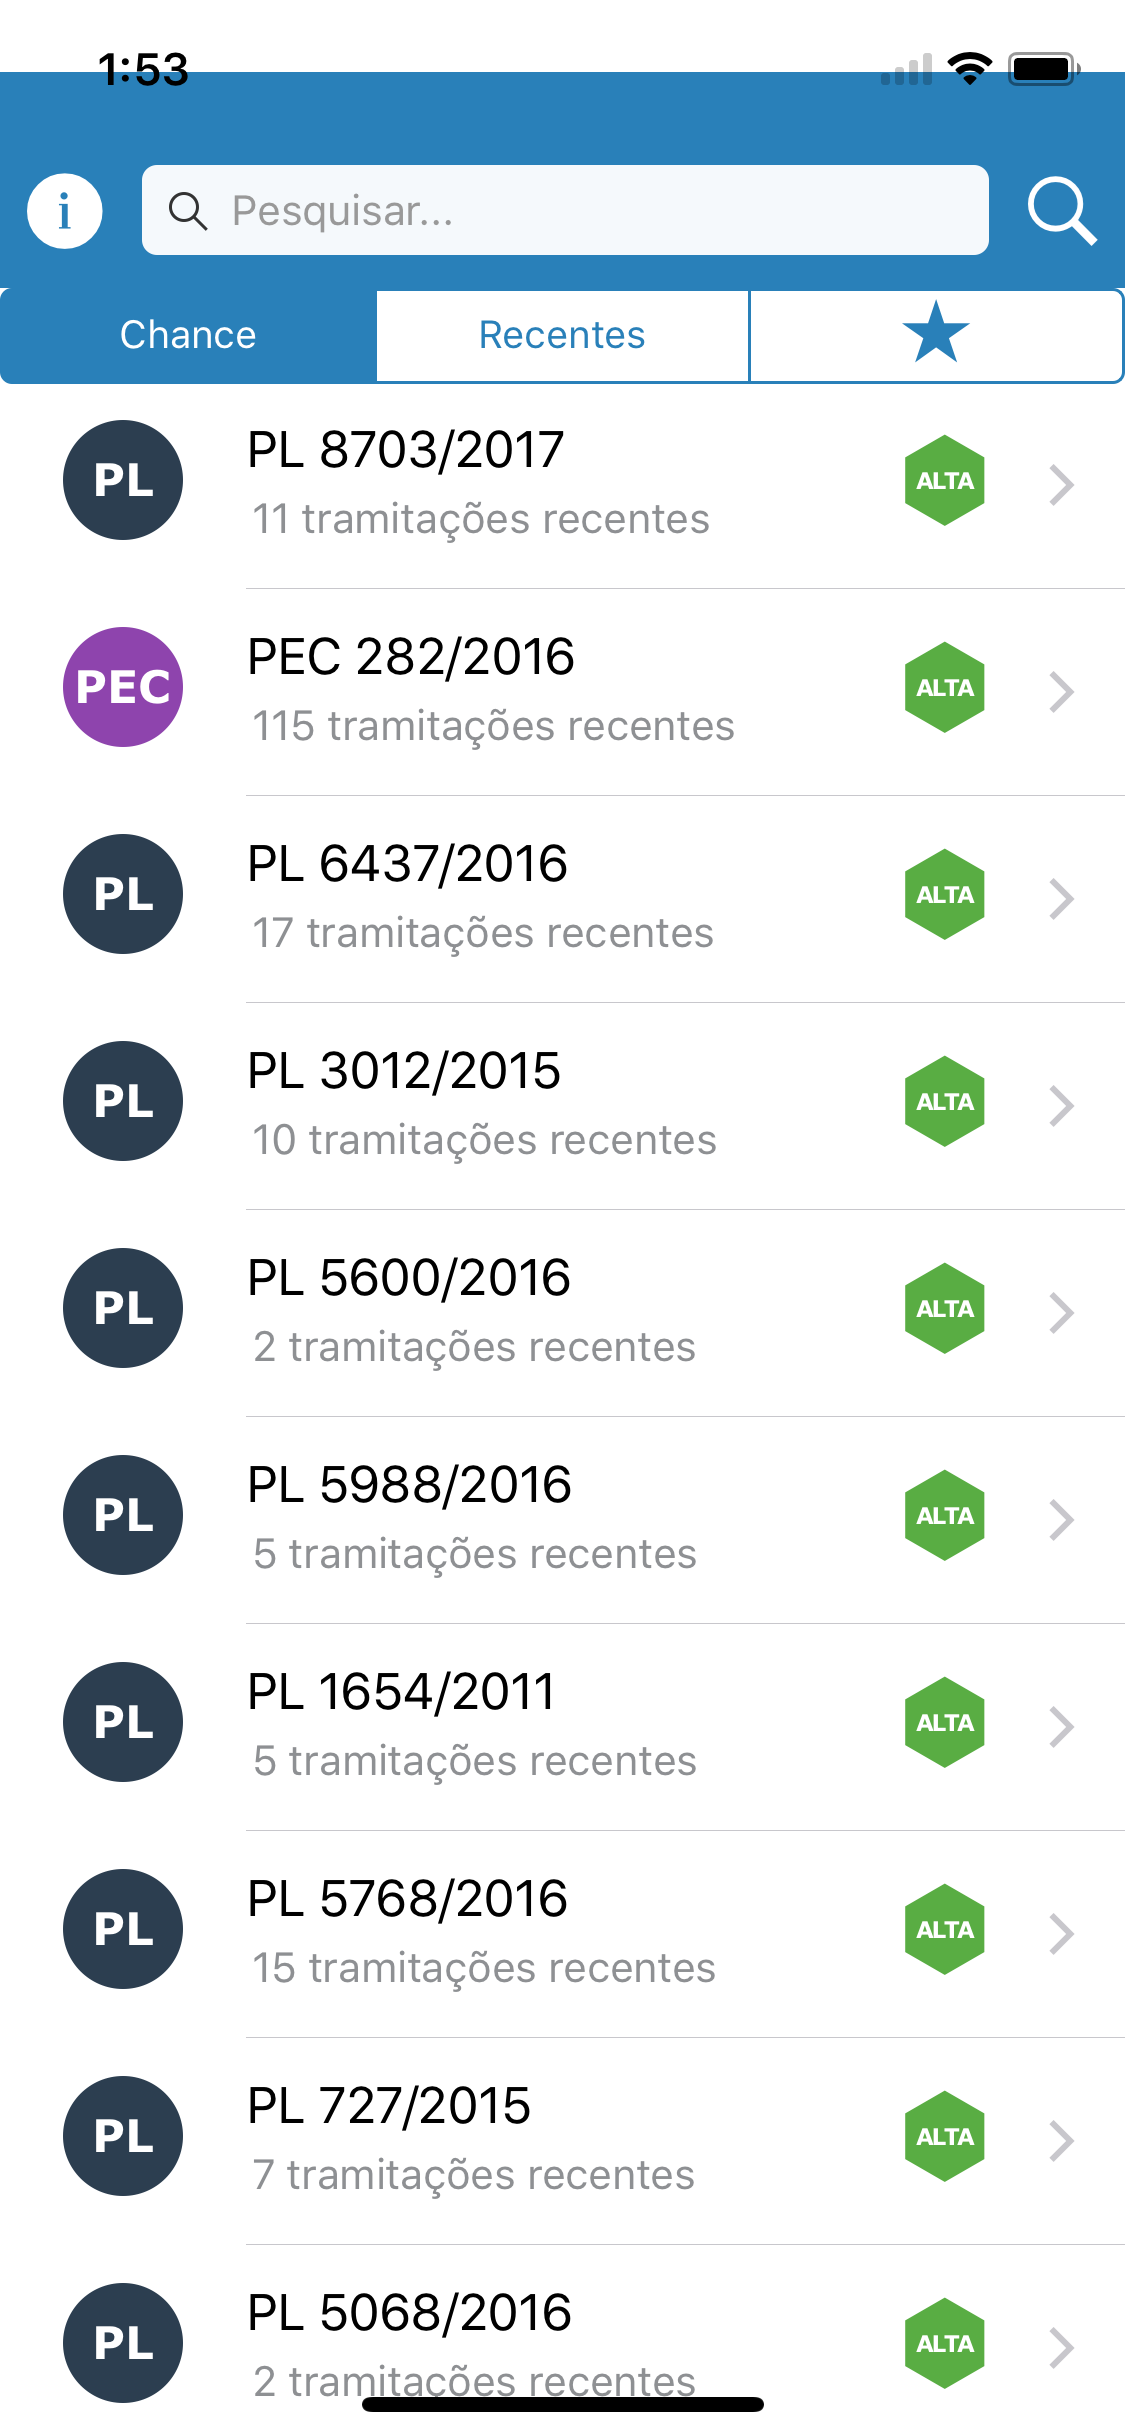 1:53
i
Pesquisar...
Chance
Recentes
PL
PL 8703/2017
11 tramitações recentes
ALTA
PEC
PEC 282/2016
115 tramitações recentes
ALTA
PL
PL 6437/2016
17 tramitações recentes
ALTA
PL
PL 3012/2015
10 tramitações recentes
ALTA
PL
PL 5600/2016
2 tramitações recentes
ALTA
PL
PL 5988/2016
5 tramitações recentes
ALTA
PL
PL 1654/2011
5 tramitações recentes
ALTA
PL
PL 5768/2016
15 tramitações recentes
ALTA
PL
PL 727/2015
7 tramitações recentes
ALTA
PL
PL 5068/2016
2 tramitações recentes
ALTA